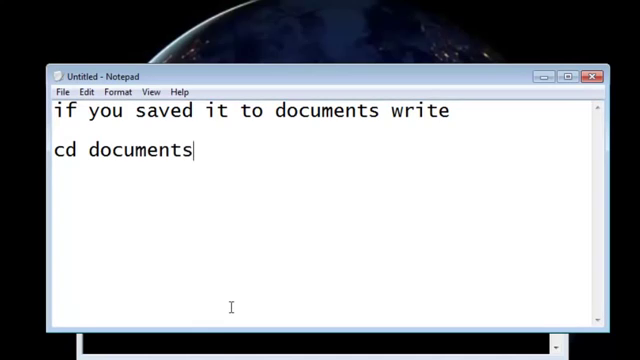 Untitled - Notepad
File Edit Format View Help
if you saved it to documents write
cd documents